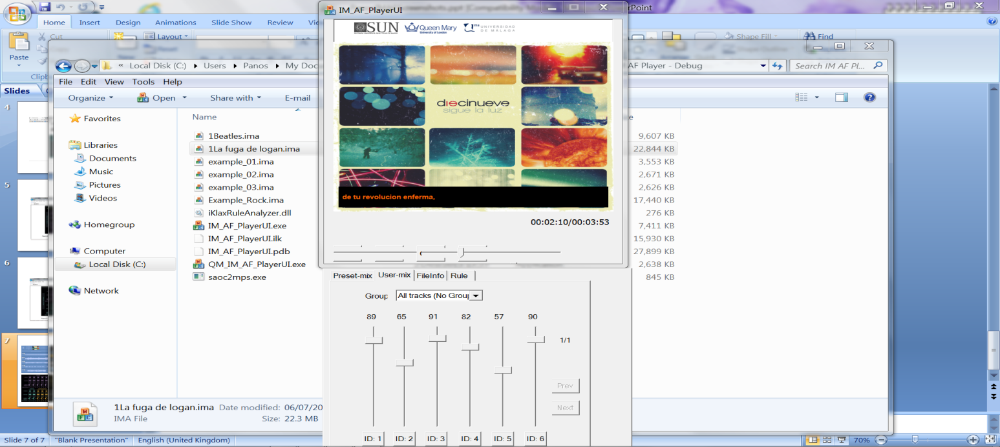 IM_AF_PlayerUI
rPoint
Home Insert Design Animations Slide Show Review
Cut
Layout
Shape Fill
Find
Paste
Slides
4
5
6
7
« Local Disk (C:) Users Panos My Doc
AF Player - Debug
Search IM AF Pl...
File Edit View Tools Help
Organize Open Share with E-mail
Favorites
Libraries
Documents
Music
Pictures
Videos
Homegroup
Computer
Local Disk (C:)
Network
Name
1Beatles.ima 9,607 KB
1La fuga de logan.ima 22,844 KB
example_01.ima 3,553 KB
example_02.ima 2,671 KB
example_03.ima 2,626 KB
Example_Rock.ima 17,440 KB
iKlaxRuleAnalyzer.dll 276 KB
IM_AF_PlayerUI.exe 7,411 KB
IM_AF_PlayerUI.ilk 15,930 KB
IM_AF_PlayerUI.pdb 27,899 KB
QM_IM_AF_PlayerUI.exe 2,638 KB
saoc2mps.exe 845 KB
SUN
Queen Mary
University of London
uma UNIVERSIDAD
DE MÁLAGA
diecinueve
sigue la luz
de tu revolucion enferma,
00:02:10/00:03:53
Preset-mix User-mix FileInfo Rule
Group All tracks (No Grou
89 65 91 82 57 90
1/1
Prev
Next
ID: 1 ID: 2 ID: 3 ID: 4 ID: 5 ID: 6
1La fuga de logan.ima Date modified: 06/07/20
IMA File Size: 22.3 MB
Slide 7 of 7 "Blank Presentation" English (United Kingdom) 70%